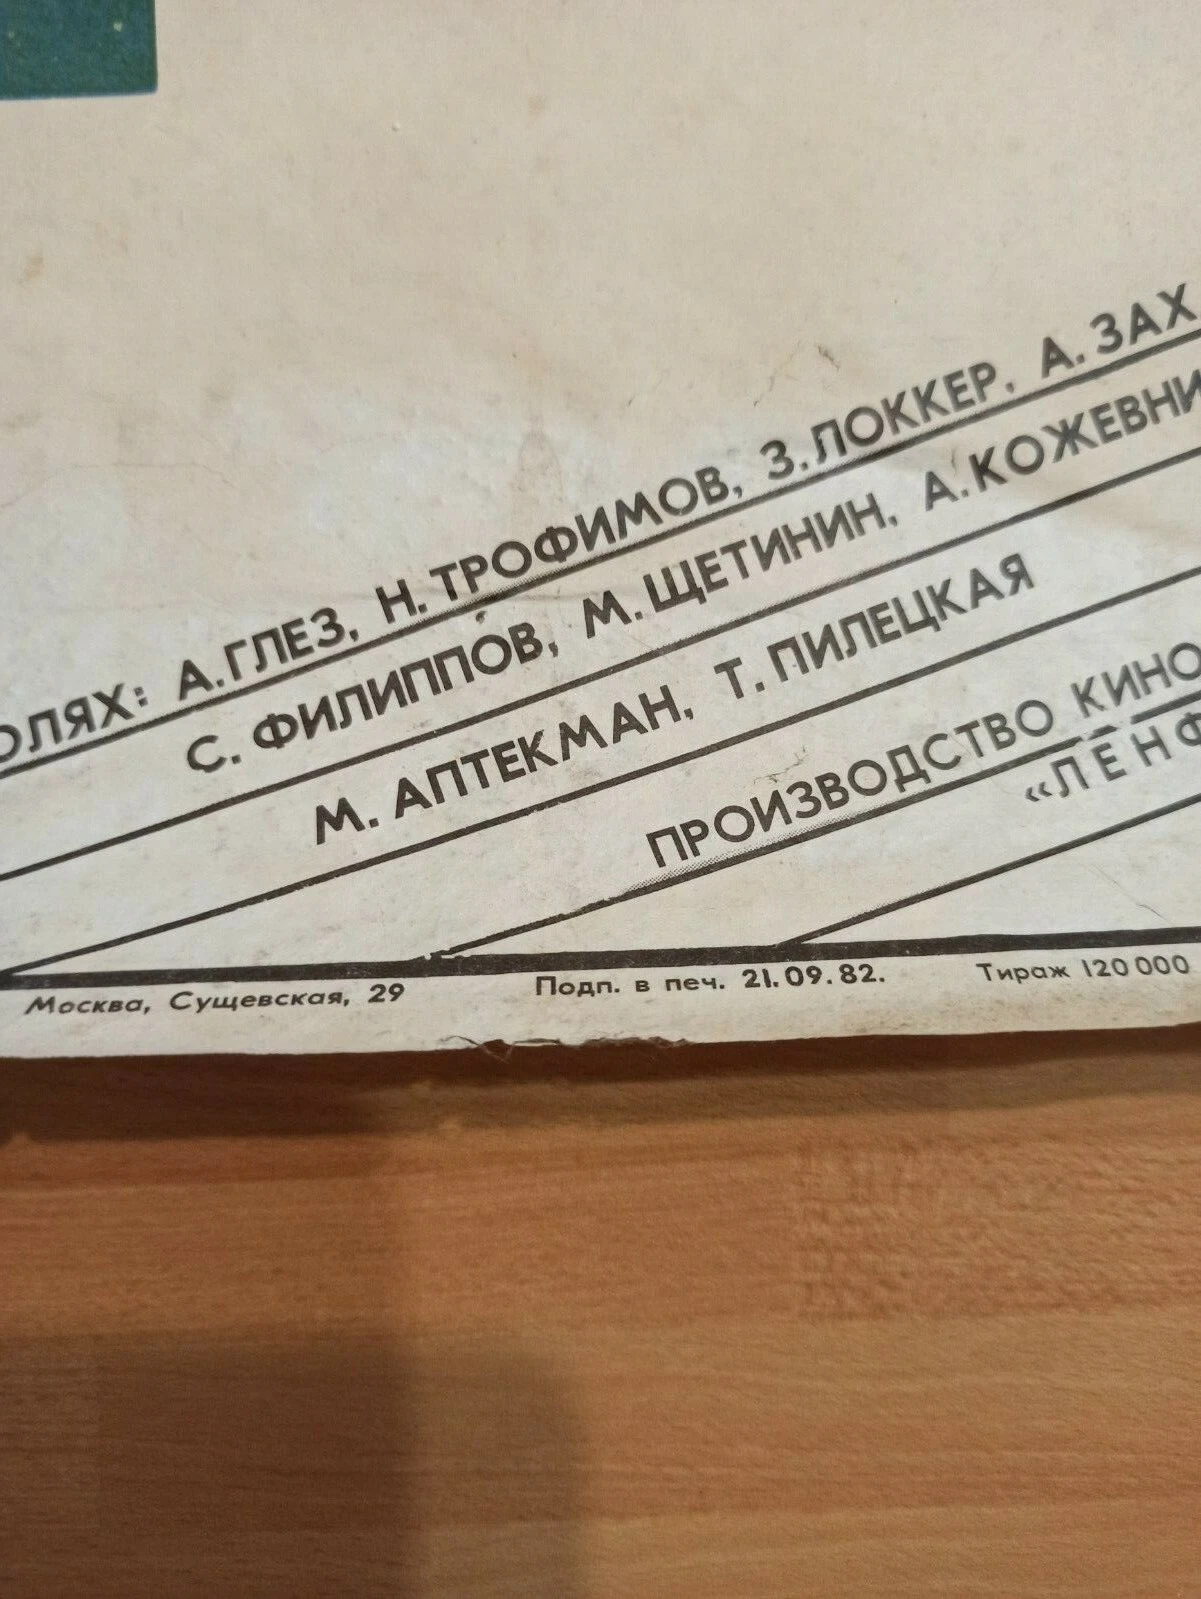 ОЛЯХ: А. ГЛЕЗ, Н. ТРОФИМОВ, З. ЛОККЕР, А. ЗАХ
С. ФИЛИППОВ, М. ЩЕТИНИН, А. КОЖЕВНИ
М. АПТЕКМАН, Т. ПИЛЕЦКАЯ
ПРОИЗВОДСТВО КИНО
«ЛЕНФ
Москва, Сущевская, 29 Подп. в печ. 21.09.82. Тираж 120 000